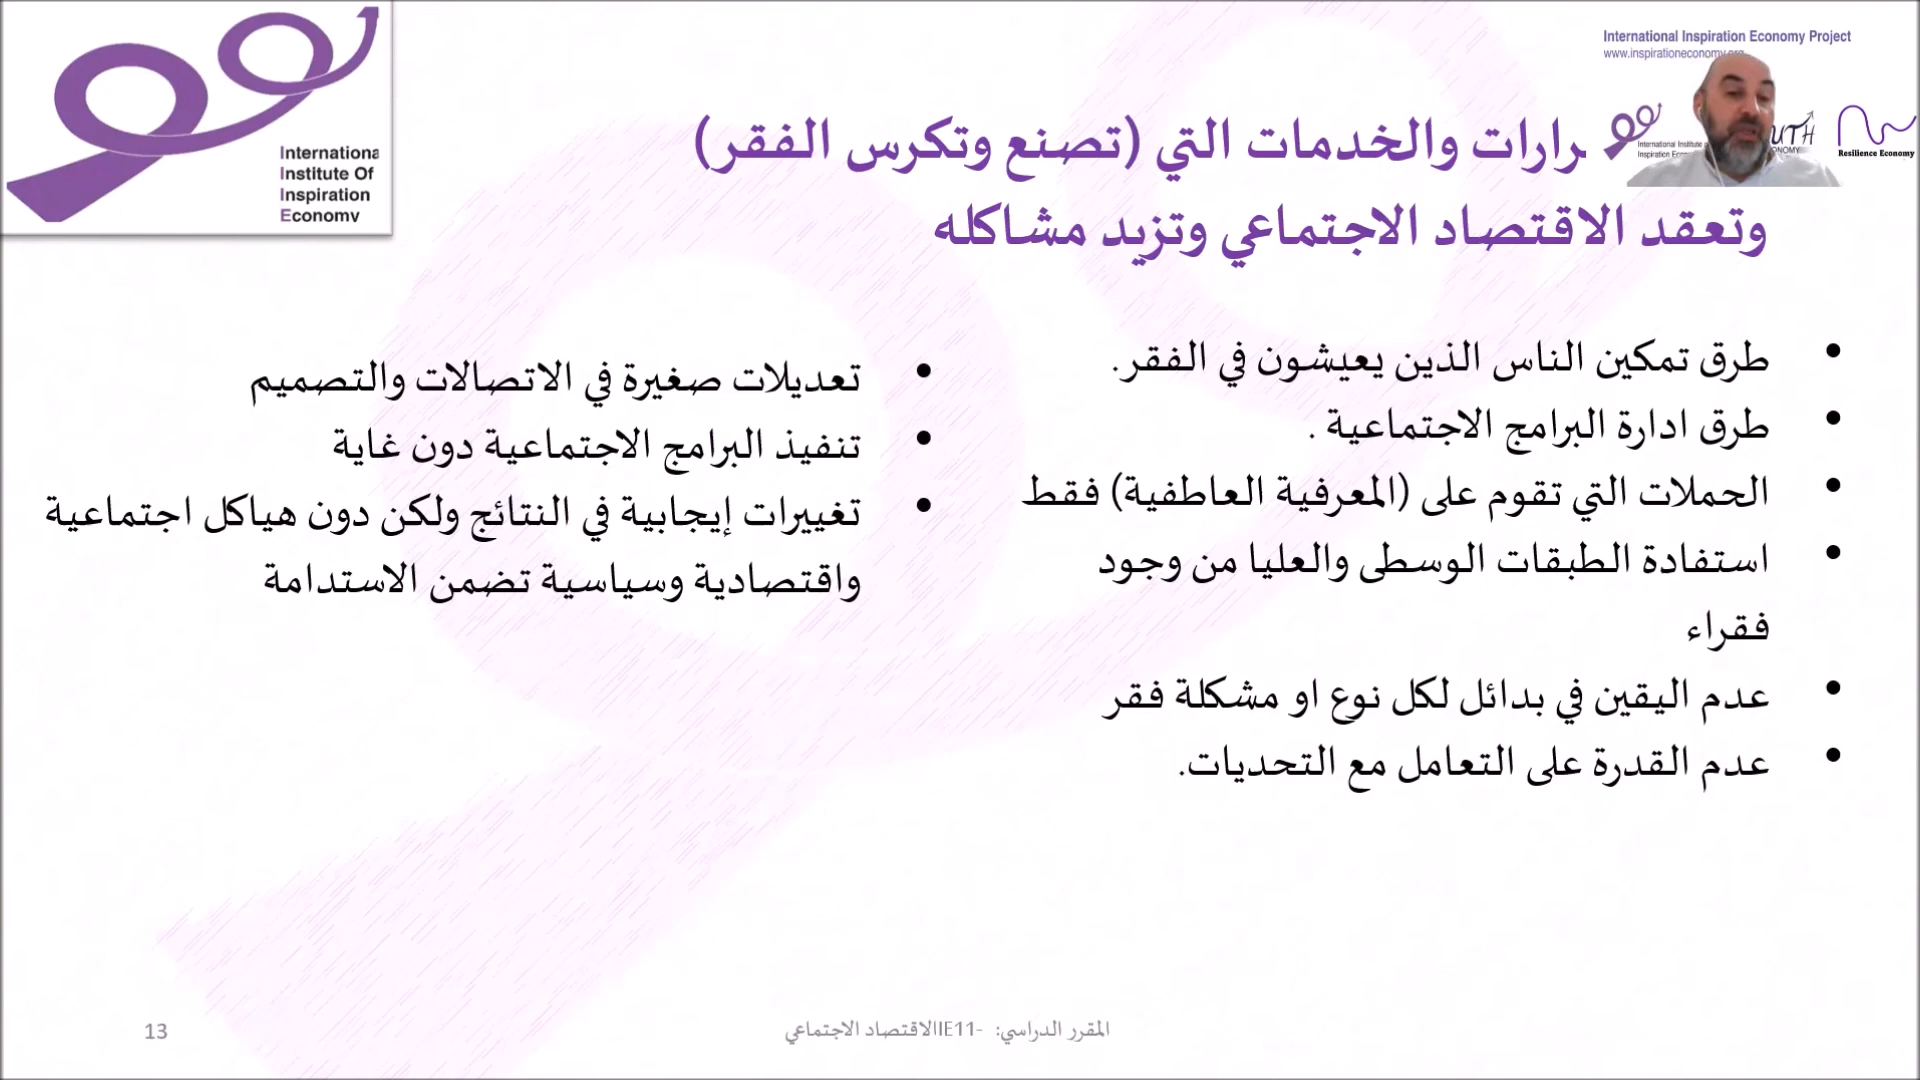 International
Institute Of
Inspiration
Economy
International Inspiration Economy Project
www.inspirationeconomy.org
Resilience Economy
رارات والخدمات التي (تصنع وتكرس الفقر)
وتعقد الاقتصاد الاجتماعي وتزيد مشاكله
• طرق تمكين الناس الذين يعيشون في الفقر.
• طرق ادارة البرامج الاجتماعية .
• الحملات التي تقوم على (المعرفية العاطفية) فقط
• استفادة الطبقات الوسطى والعليا من وجود
فقراء
• عدم اليقين في بدائل لكل نوع او مشكلة فقر
• عدم القدرة على التعامل مع التحديات.
• تعديلات صغيرة في الاتصالات والتصميم
• تنفيذ البرامج الاجتماعية دون غاية
• تغييرات إيجابية في النتائج ولكن دون هياكل اجتماعية
واقتصادية وسياسية تضمن الاستدامة
المقرر الدراسي: -IE11الاقتصاد الاجتماعي
13